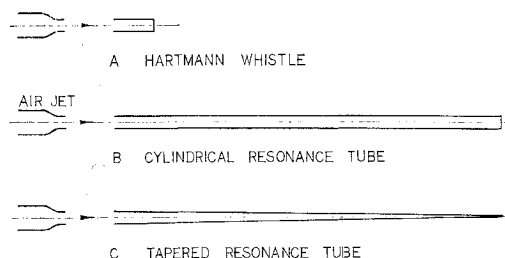 A HARTMANN WHISTLE
AIR JET
B CYLINDRICAL RESONANCE TUBE
C TAPERED RESONANCE TUBE